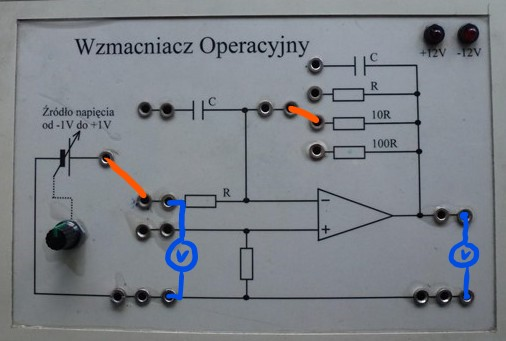 Wzmacniacz Operacyjny
+12V -12V
C
R
10R
100R
C
Źródło napięcia
od -1V do +1V
R
−
+
V
V